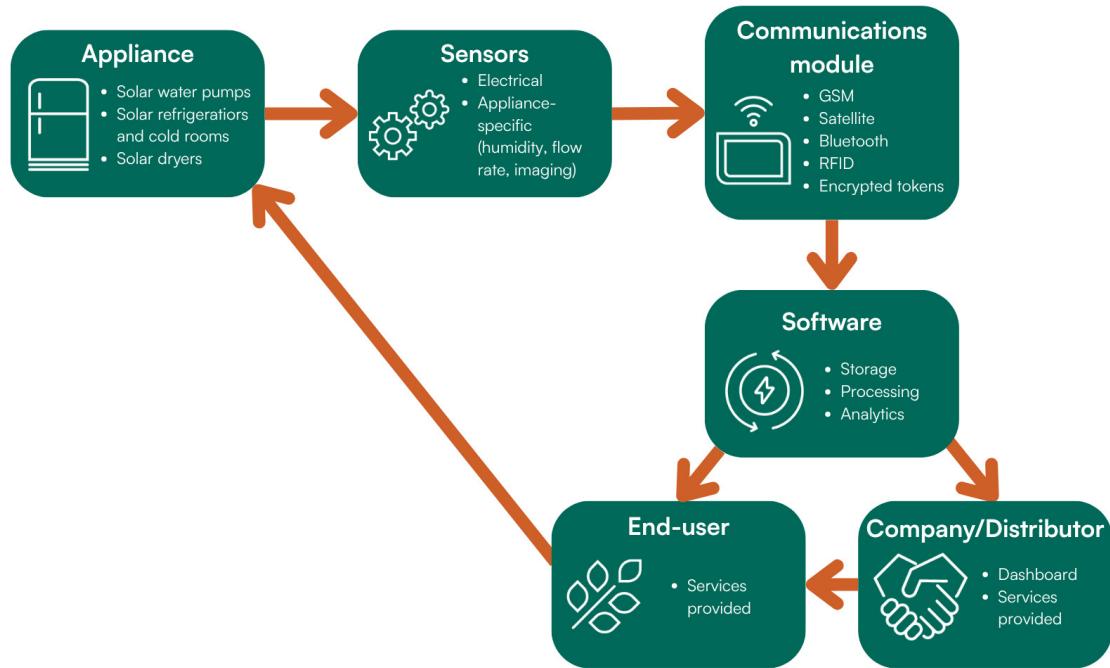 Appliance
• Solar water pumps
• Solar refrigeratiors
and cold rooms
• Solar dryers
Sensors
• Electrical
• Appliance-
specific
(humidity, flow
rate, imaging)
Communications
module
• GSM
• Satellite
• Bluetooth
• RFID
• Encrypted tokens
Software
• Storage
• Processing
• Analytics
End-user
• Services
provided
Company/Distributor
• Dashboard
• Services
provided